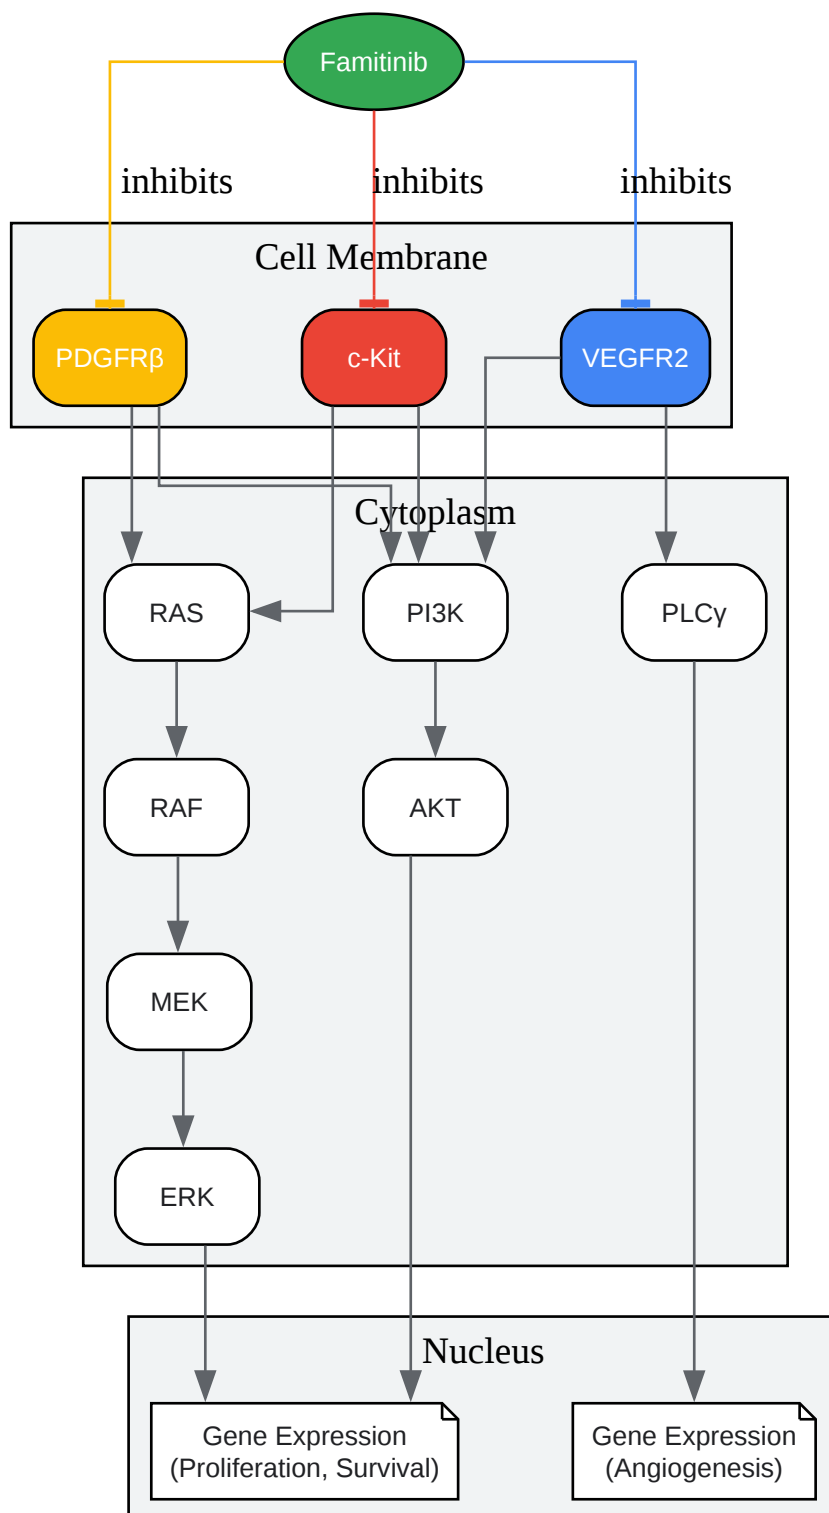 Famitinib
inhibits
inhibits
inhibits
Cell Membrane
PDGFRβ
c-Kit
VEGFR2
Cytoplasm
RAS
PI3K
PLCγ
RAF
AKT
MEK
ERK
Nucleus
Gene Expression
(Proliferation, Survival)
Gene Expression
(Angiogenesis)